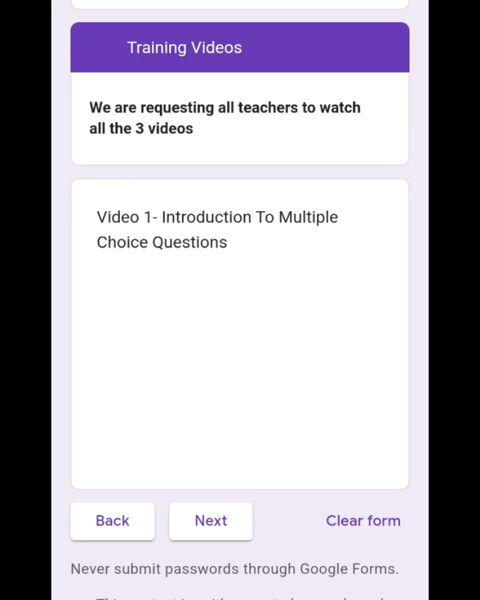 Training Videos
We are requesting all teachers to watch
all the 3 videos
Video 1- Introduction To Multiple
Choice Questions
Back Next Clear form
Never submit passwords through Google Forms.